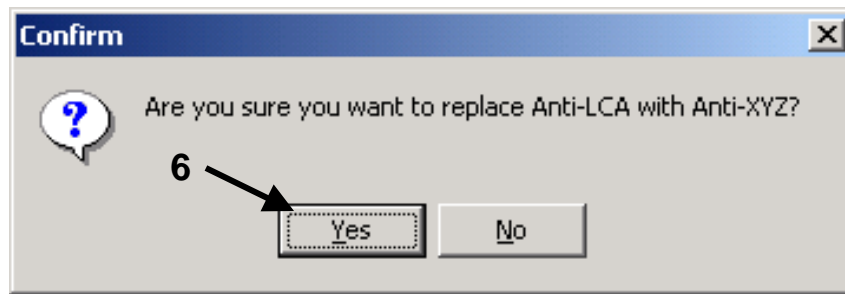 Confirm
Are you sure you want to replace Anti-LCA with Anti-XYZ?
6
Yes No